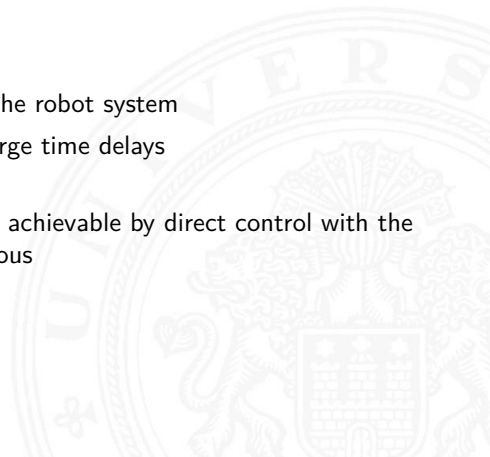 he robot system
rge time delays
achievable by direct control with the
ous
U N I V E R S